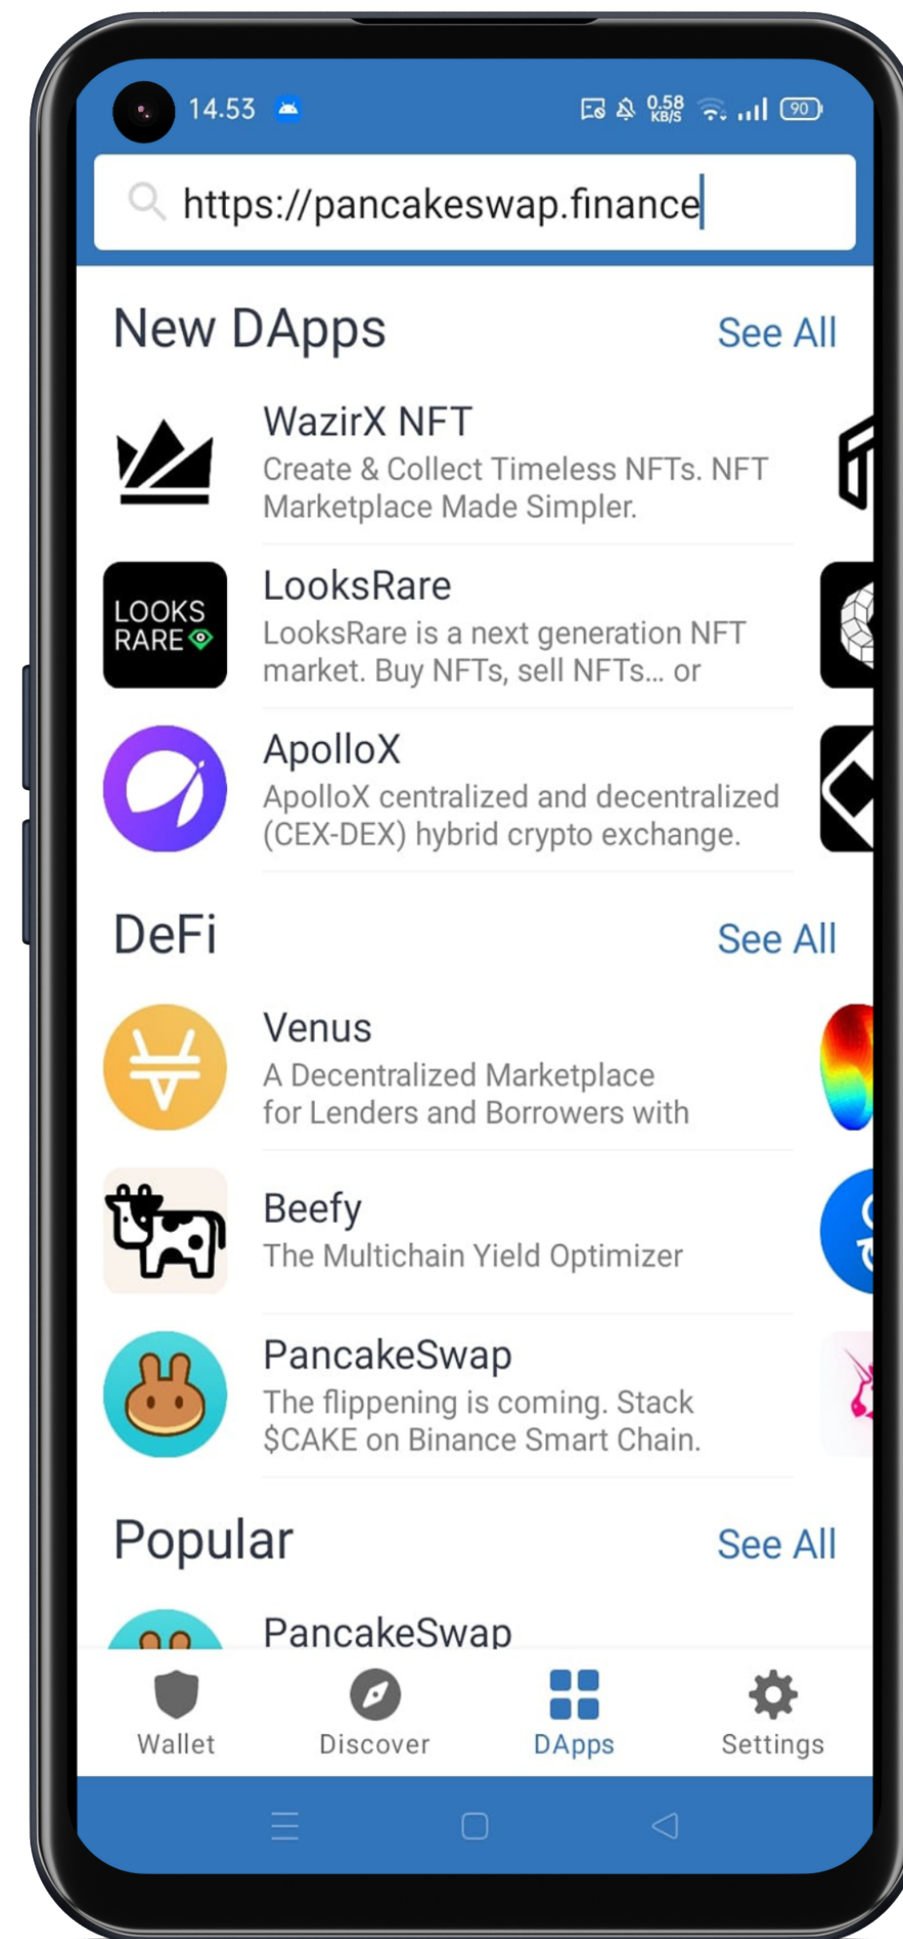 14.53
0.58
KB/S
90
https://pancakeswap.finance
New DApps
See All
WazirX NFT
Create & Collect Timeless NFTs. NFT
Marketplace Made Simpler.
LOOKS
RARE
LooksRare
LooksRare is a next generation NFT
market. Buy NFTs, sell NFTs... or
ApolloX
ApolloX centralized and decentralized
(CEX-DEX) hybrid crypto exchange.
DeFi
See All
Venus
A Decentralized Marketplace
for Lenders and Borrowers with
Beefy
The Multichain Yield Optimizer
PancakeSwap
The flippening is coming. Stack
$CAKE on Binance Smart Chain.
Popular
See All
PancakeSwap
Wallet
Discover
DApps
Settings